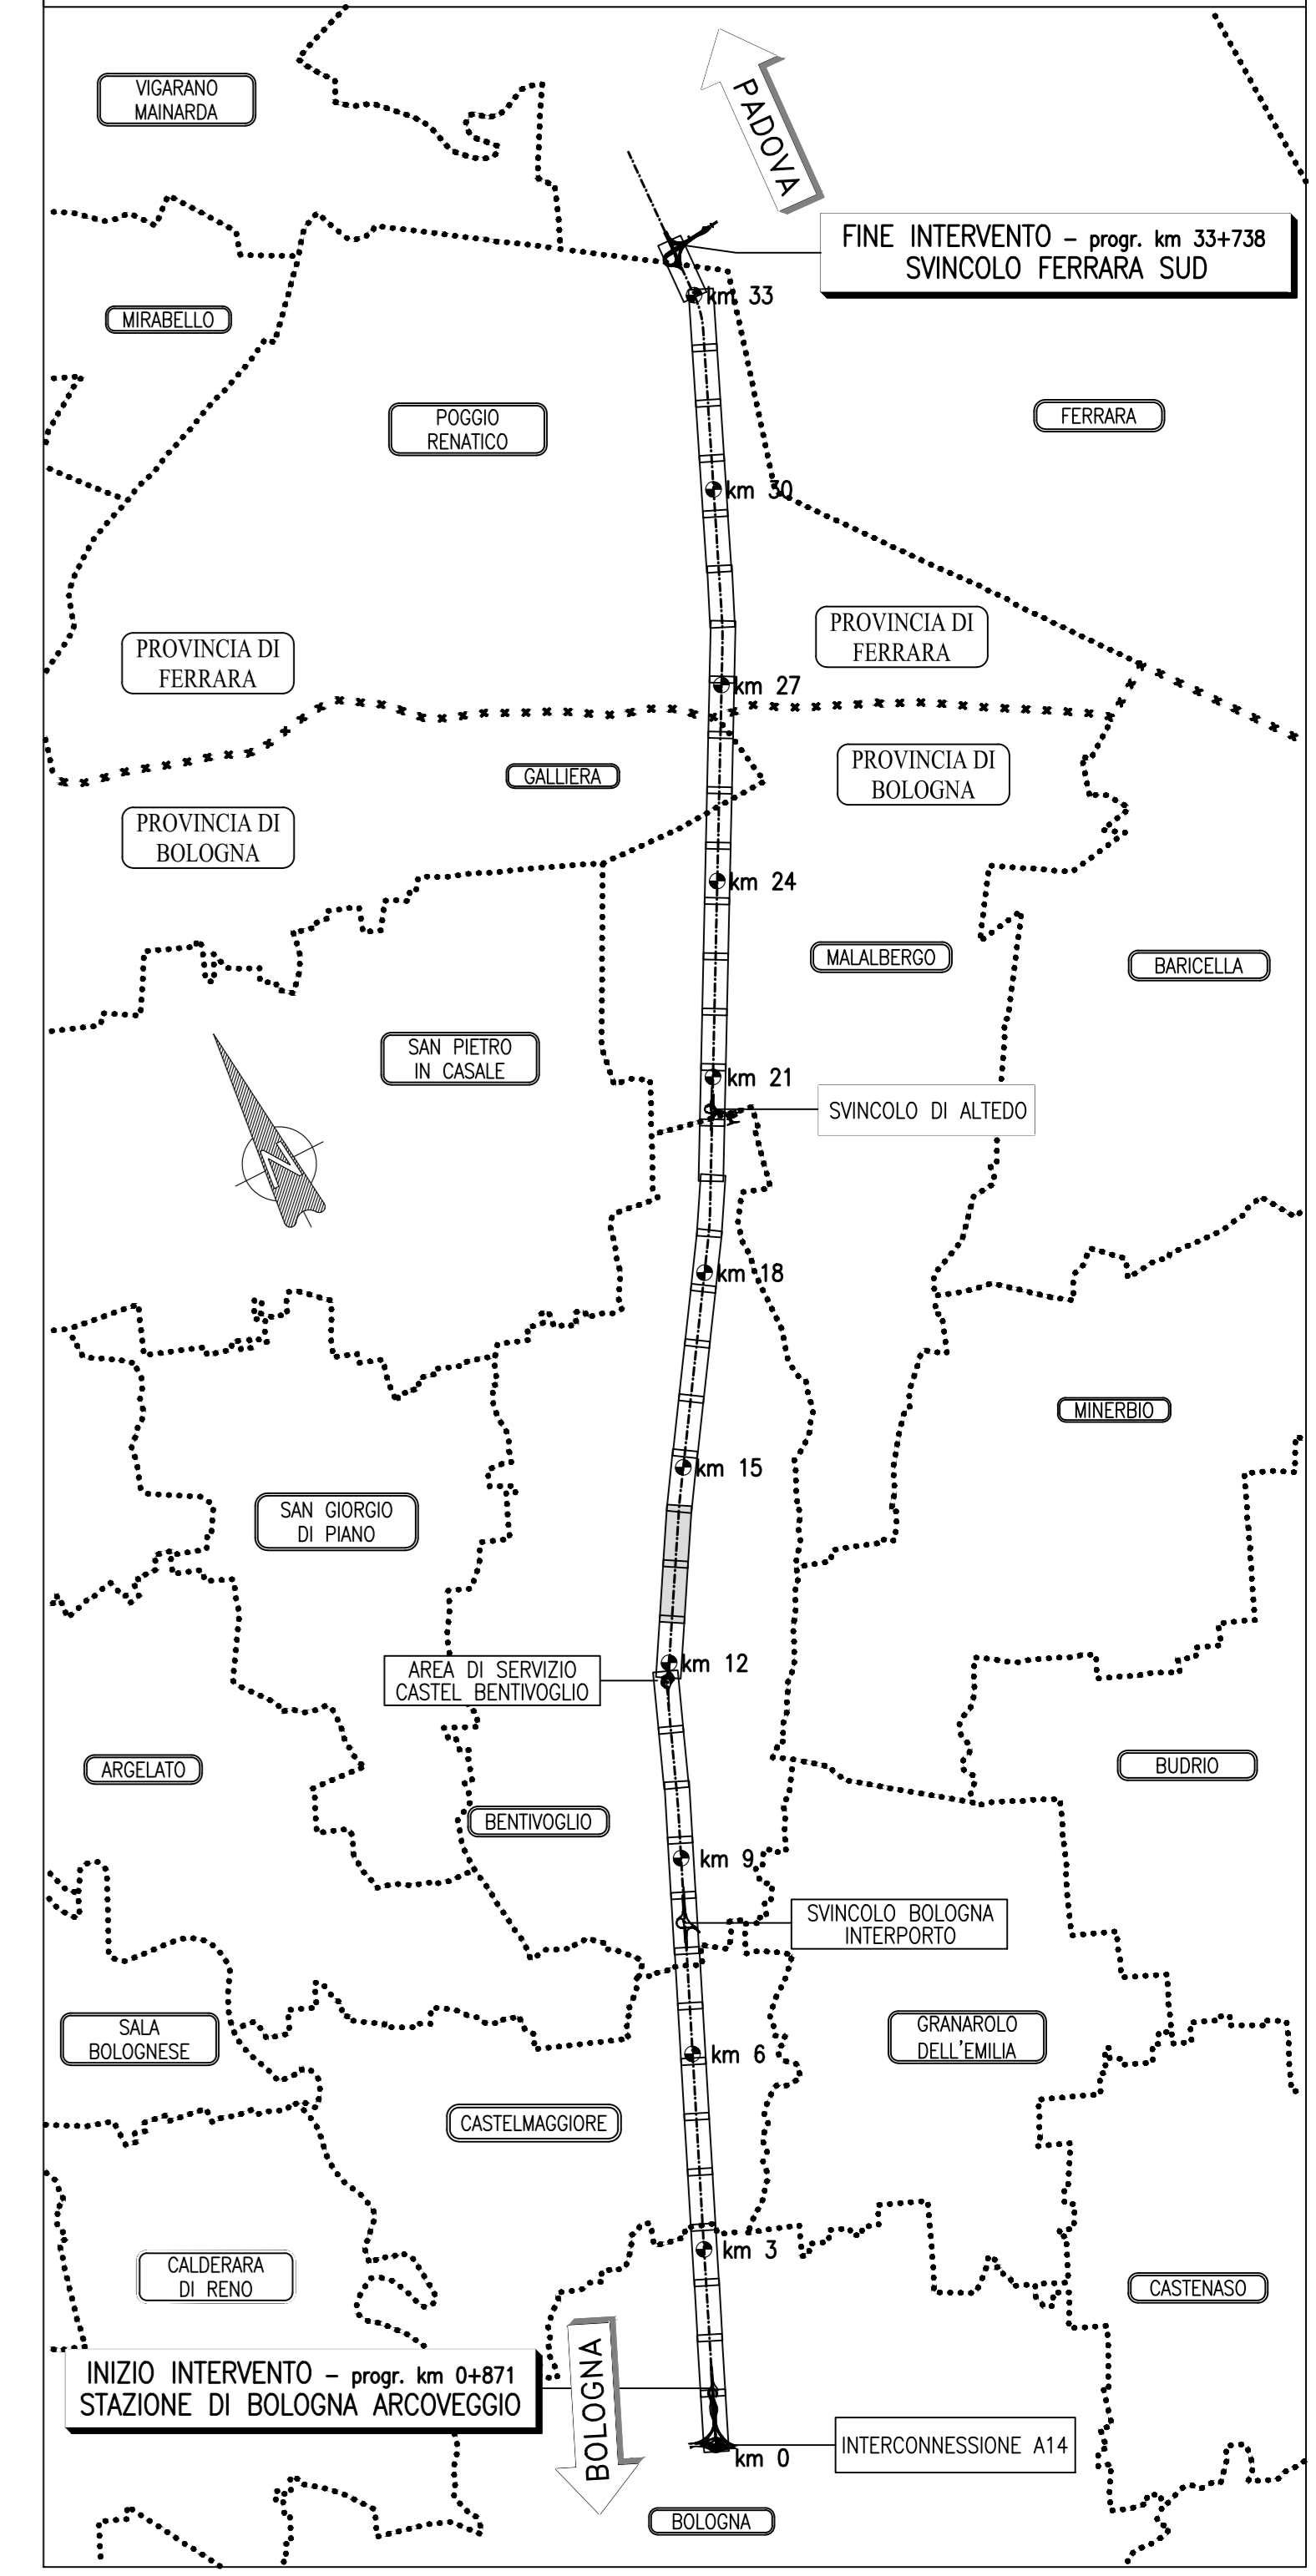 PADOVA
VIGARANO
MAINARDA
FINE INTERVENTO – progr. km 33+738
SVINCOLO FERRARA SUD
km 33
MIRABELLO
POGGIO
RENATICO
FERRARA
km 30
PROVINCIA DI
FERRARA
PROVINCIA DI
FERRARA
km 27
GALLIERA
PROVINCIA DI
BOLOGNA
PROVINCIA DI
BOLOGNA
km 24
MALALBERGO
BARICELLA
SAN PIETRO
IN CASALE
km 21
SVINCOLO DI ALTEDO
N
km 18
MINERBIO
km 15
SAN GIORGIO
DI PIANO
km 12
AREA DI SERVIZIO
CASTEL BENTIVOGLIO
ARGELATO
BUDRIO
BENTIVOGLIO
km 9
SVINCOLO BOLOGNA
INTERPORTO
SALA
BOLOGNESE
GRANAROLO
DELL'EMILIA
km 6
CASTELMAGGIORE
km 3
CALDERARA
DI RENO
CASTENASO
INIZIO INTERVENTO – progr. km 0+871
STAZIONE DI BOLOGNA ARCOVEGGIO
BOLOGNA
INTERCONNESSIONE A14
km 0
BOLOGNA